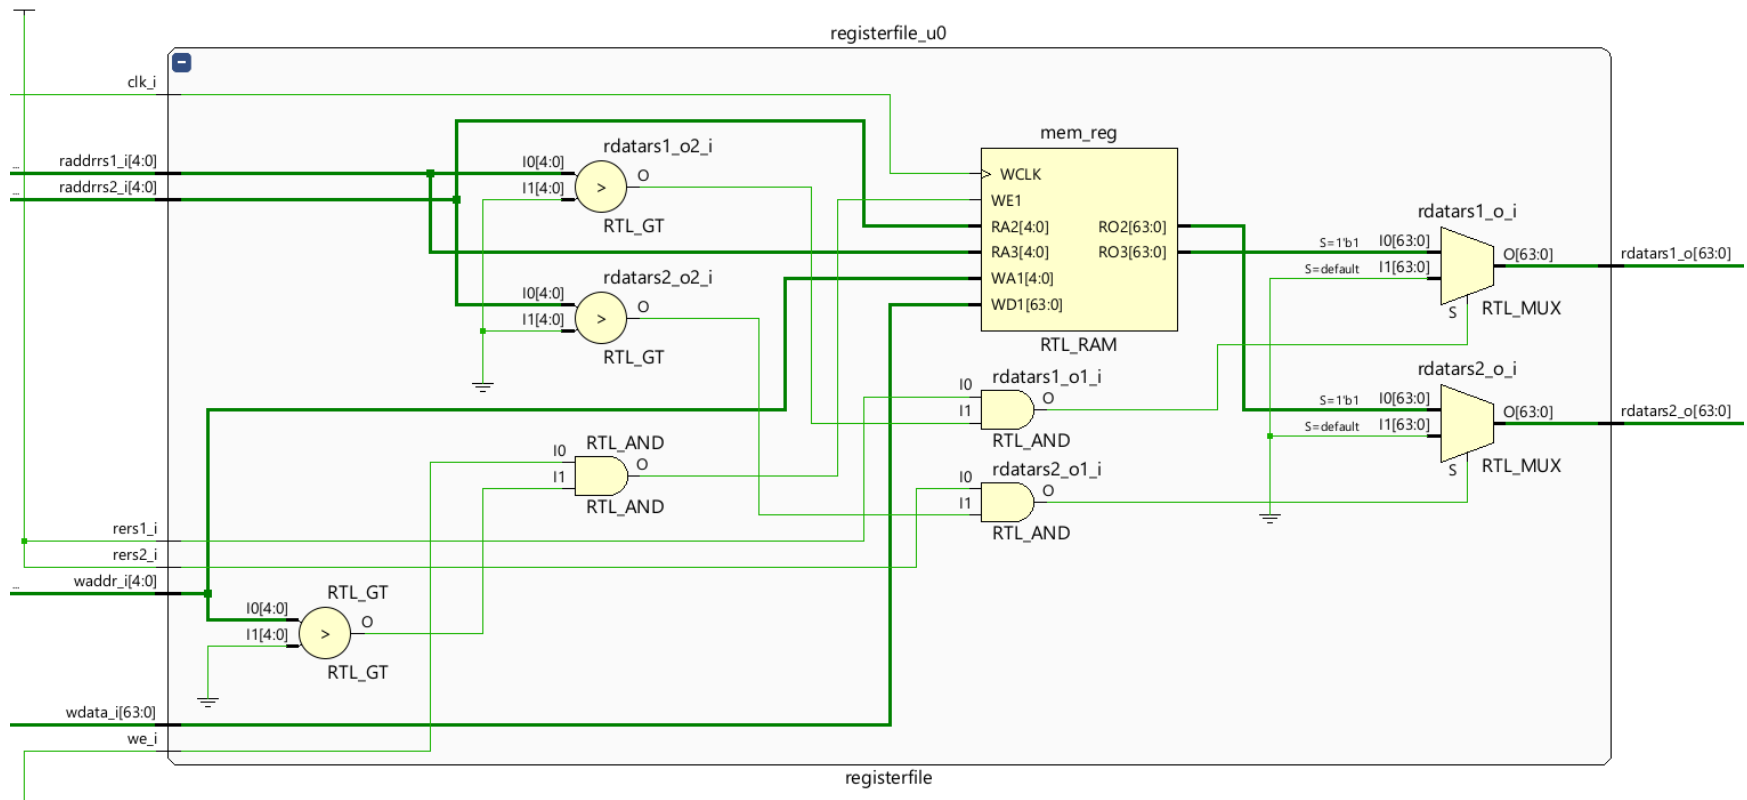 registerfile_u0
clk_i
mem_reg
rdatars1_o2_i
raddrrs1_i[4:0]
I0[4:0]
O
WCLK
raddrrs2_i[4:0]
I1[4:0]
>
WE1
RTL_GT
RA2[4:0]
RO2[63:0]
RA3[4:0]
RO3[63:0]
WA1[4:0]
WD1[63:0]
RTL_RAM
rdatars1_o_i
S=1'b1
I0[63:0]
O[63:0]
rdatars1_o[63:0]
S=default
I1[63:0]
S
RTL_MUX
rdatars2_o2_i
I0[4:0]
O
I1[4:0]
>
RTL_GT
rdatars2_o_i
S=1'b1
I0[63:0]
O[63:0]
rdatars2_o[63:0]
S=default
I1[63:0]
S
RTL_MUX
rdatars1_o1_i
I0
O
I1
RTL_AND
RTL_AND
I0
O
I1
RTL_AND
rdatars2_o1_i
I0
O
I1
RTL_AND
rers1_i
rers2_i
waddr_i[4:0]
RTL_GT
I0[4:0]
O
I1[4:0]
>
RTL_GT
wdata_i[63:0]
we_i
registerfile